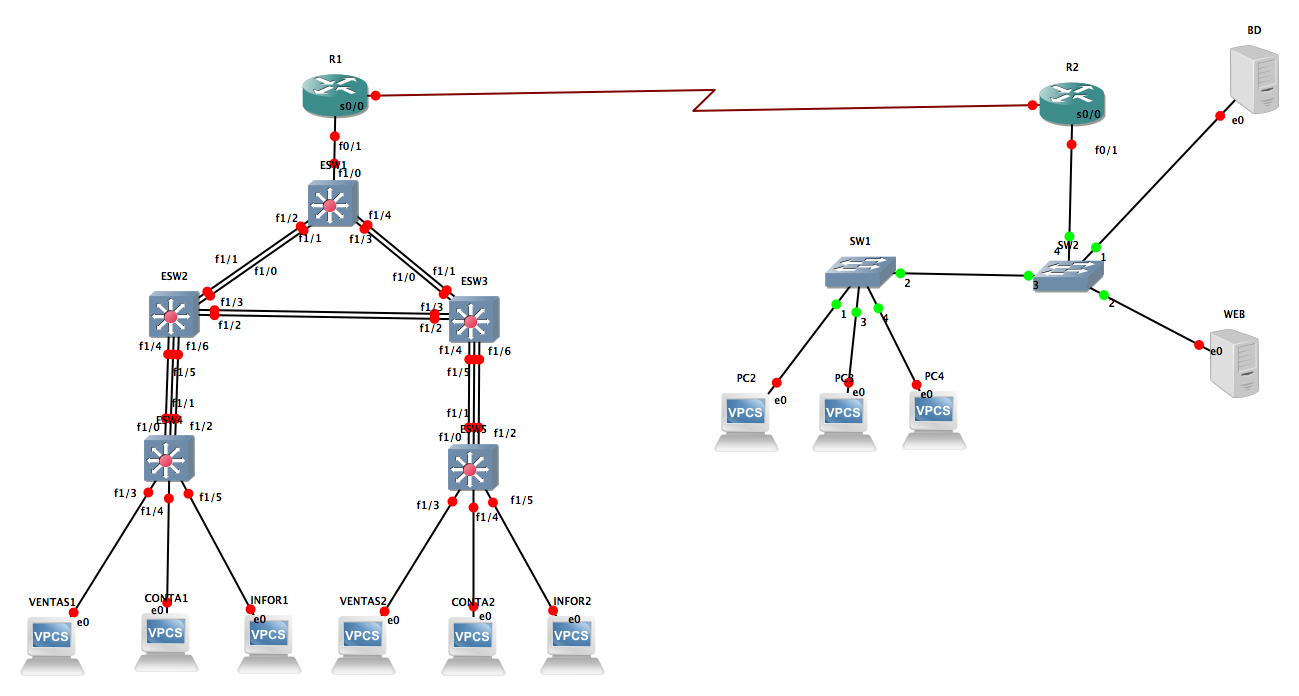 BD
R1
R2
s0/0
s0/0
e0
f0/1
f0/1
ESW1
f1/0
f1/2
f1/4
f1/1
f1/3
SW1
SW2
4
1
f1/1
f1/0
f1/0
f1/1
ESW2
ESW3
2
3
2
f1/3
f1/3
f1/2
f1/2
1
3
4
WEB
f1/4
f1/6
f1/4
f1/6
e0
f1/5
f1/5
PC2
PC3
PC4
e0
e0
e0
VPCS
VPCS
VPCS
f1/1
f1/1
ESW4
f1/0
f1/2
ESW5
f1/0
f1/2
f1/3
f1/5
f1/4
f1/3
f1/5
f1/4
VENTAS1
CONTA1
INFOR1
VENTAS2
CONTA2
INFOR2
e0
e0
e0
e0
e0
e0
VPCS
VPCS
VPCS
VPCS
VPCS
VPCS